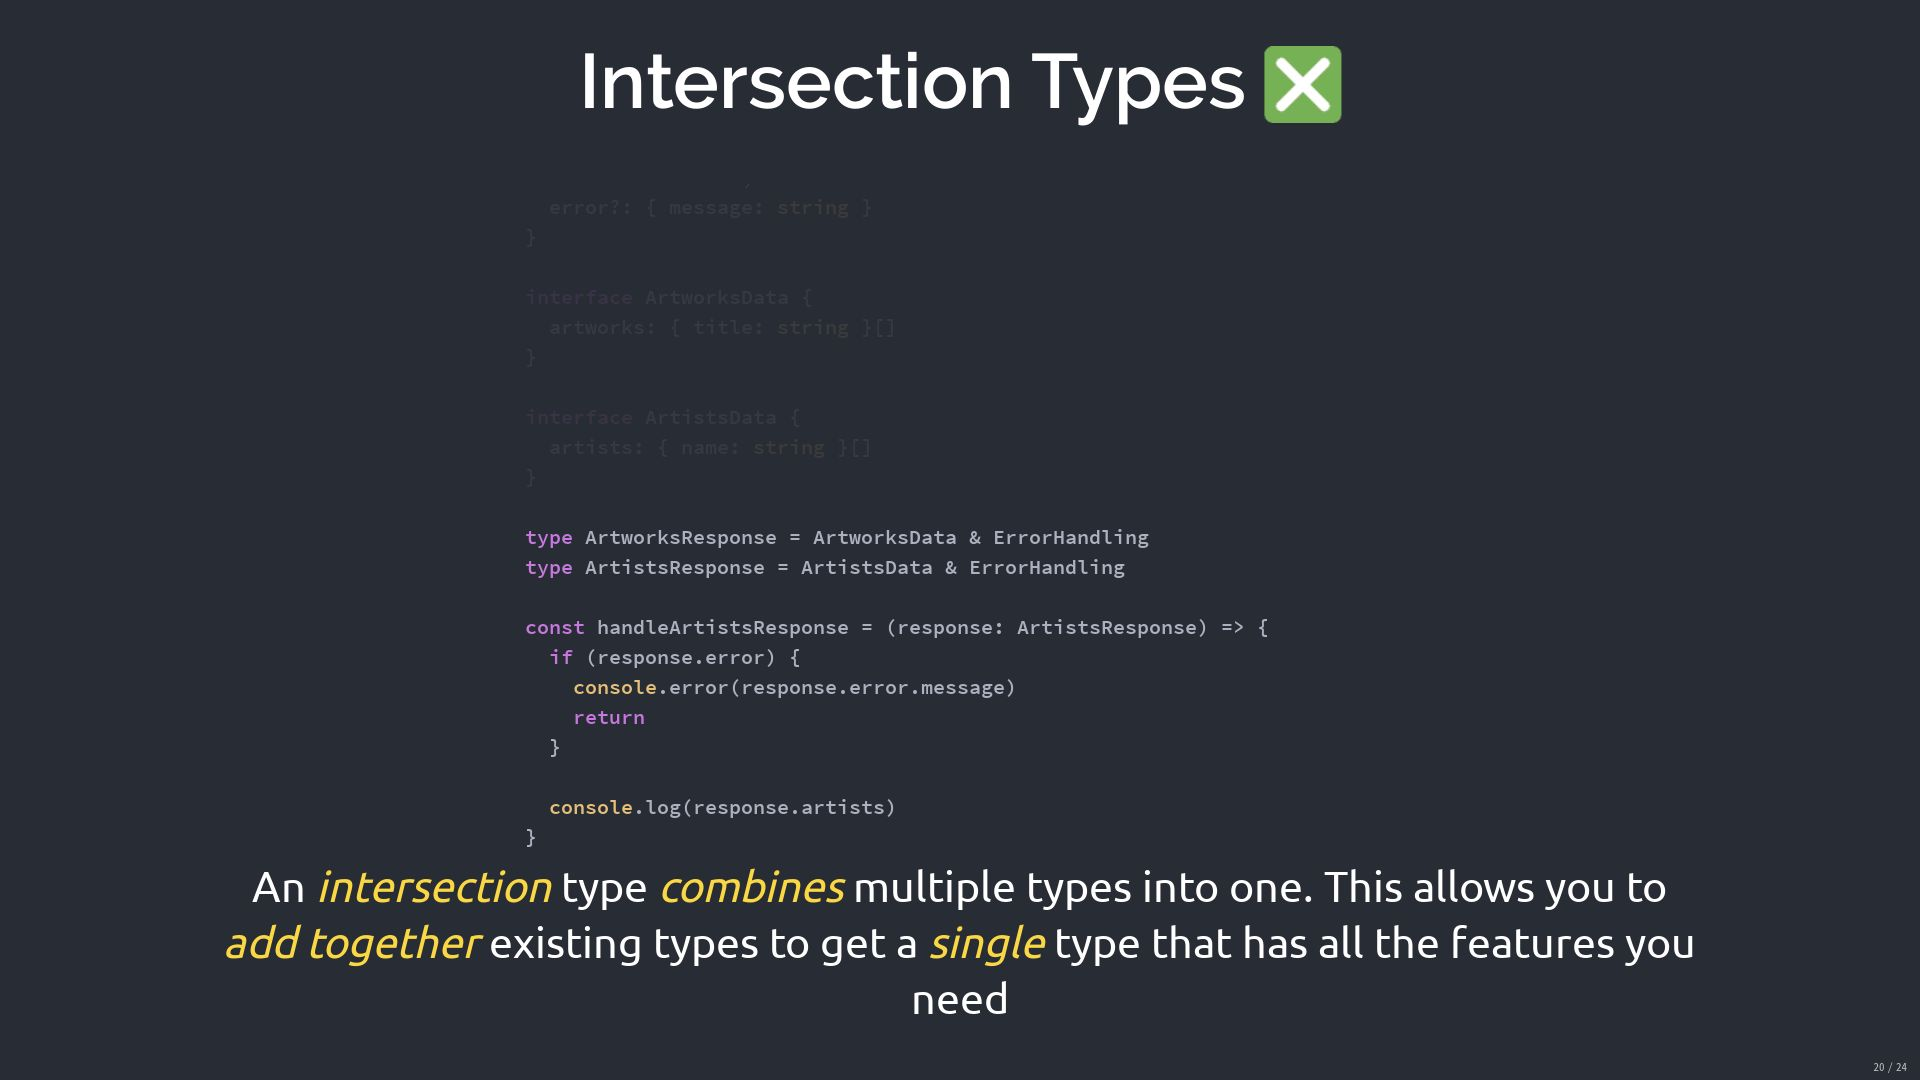 Intersection Types ❎
error?: { message: string }
}
interface ArtworksData {
artworks: { title: string }[]
}
interface ArtistsData {
artists: { name: string }[]
}
type ArtworksResponse = ArtworksData & ErrorHandling
type ArtistsResponse = ArtistsData & ErrorHandling
const handleArtistsResponse = (response: ArtistsResponse) => {
if (response.error) {
console.error(response.error.message)
return
}
console.log(response.artists)
}
An intersection type combines multiple types into one. This allows you to
add together existing types to get a single type that has all the features you
need
20 / 24